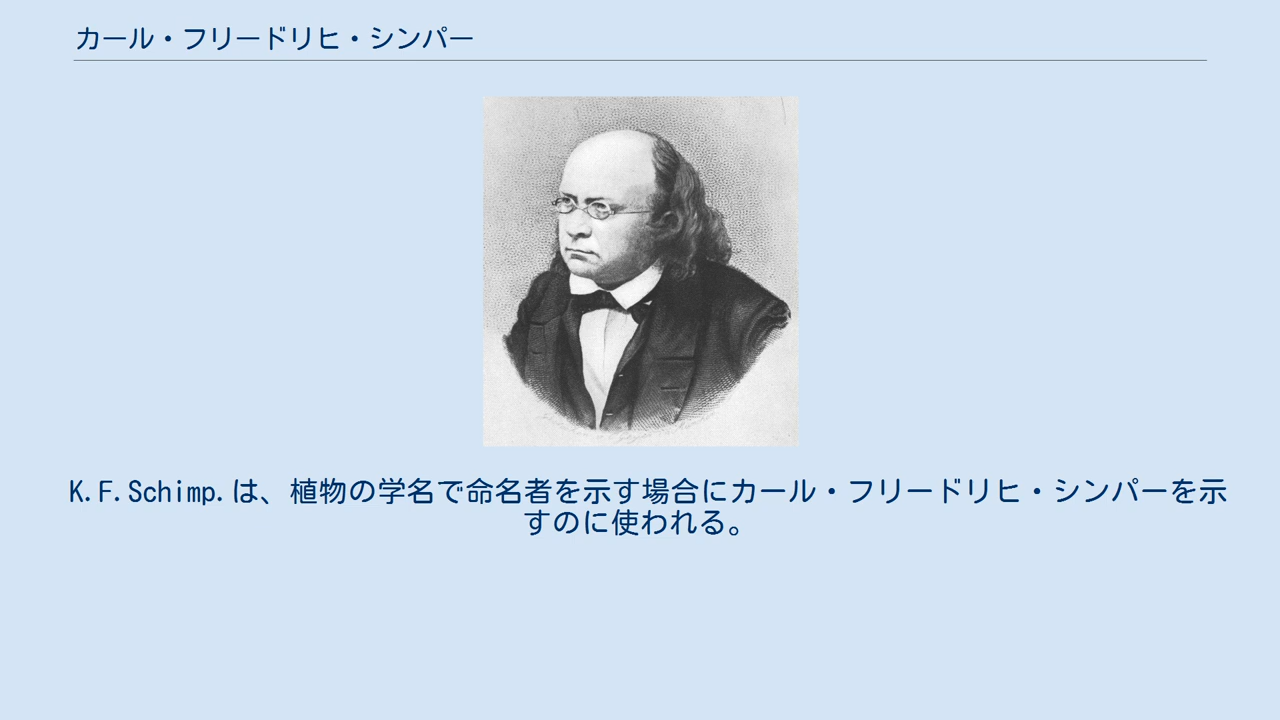 カール・フリードリヒ・シンパー
K.F.Schimp.は、植物の学名で命名者を示す場合にカール・フリードリヒ・シンパーを示
すのに使われる。